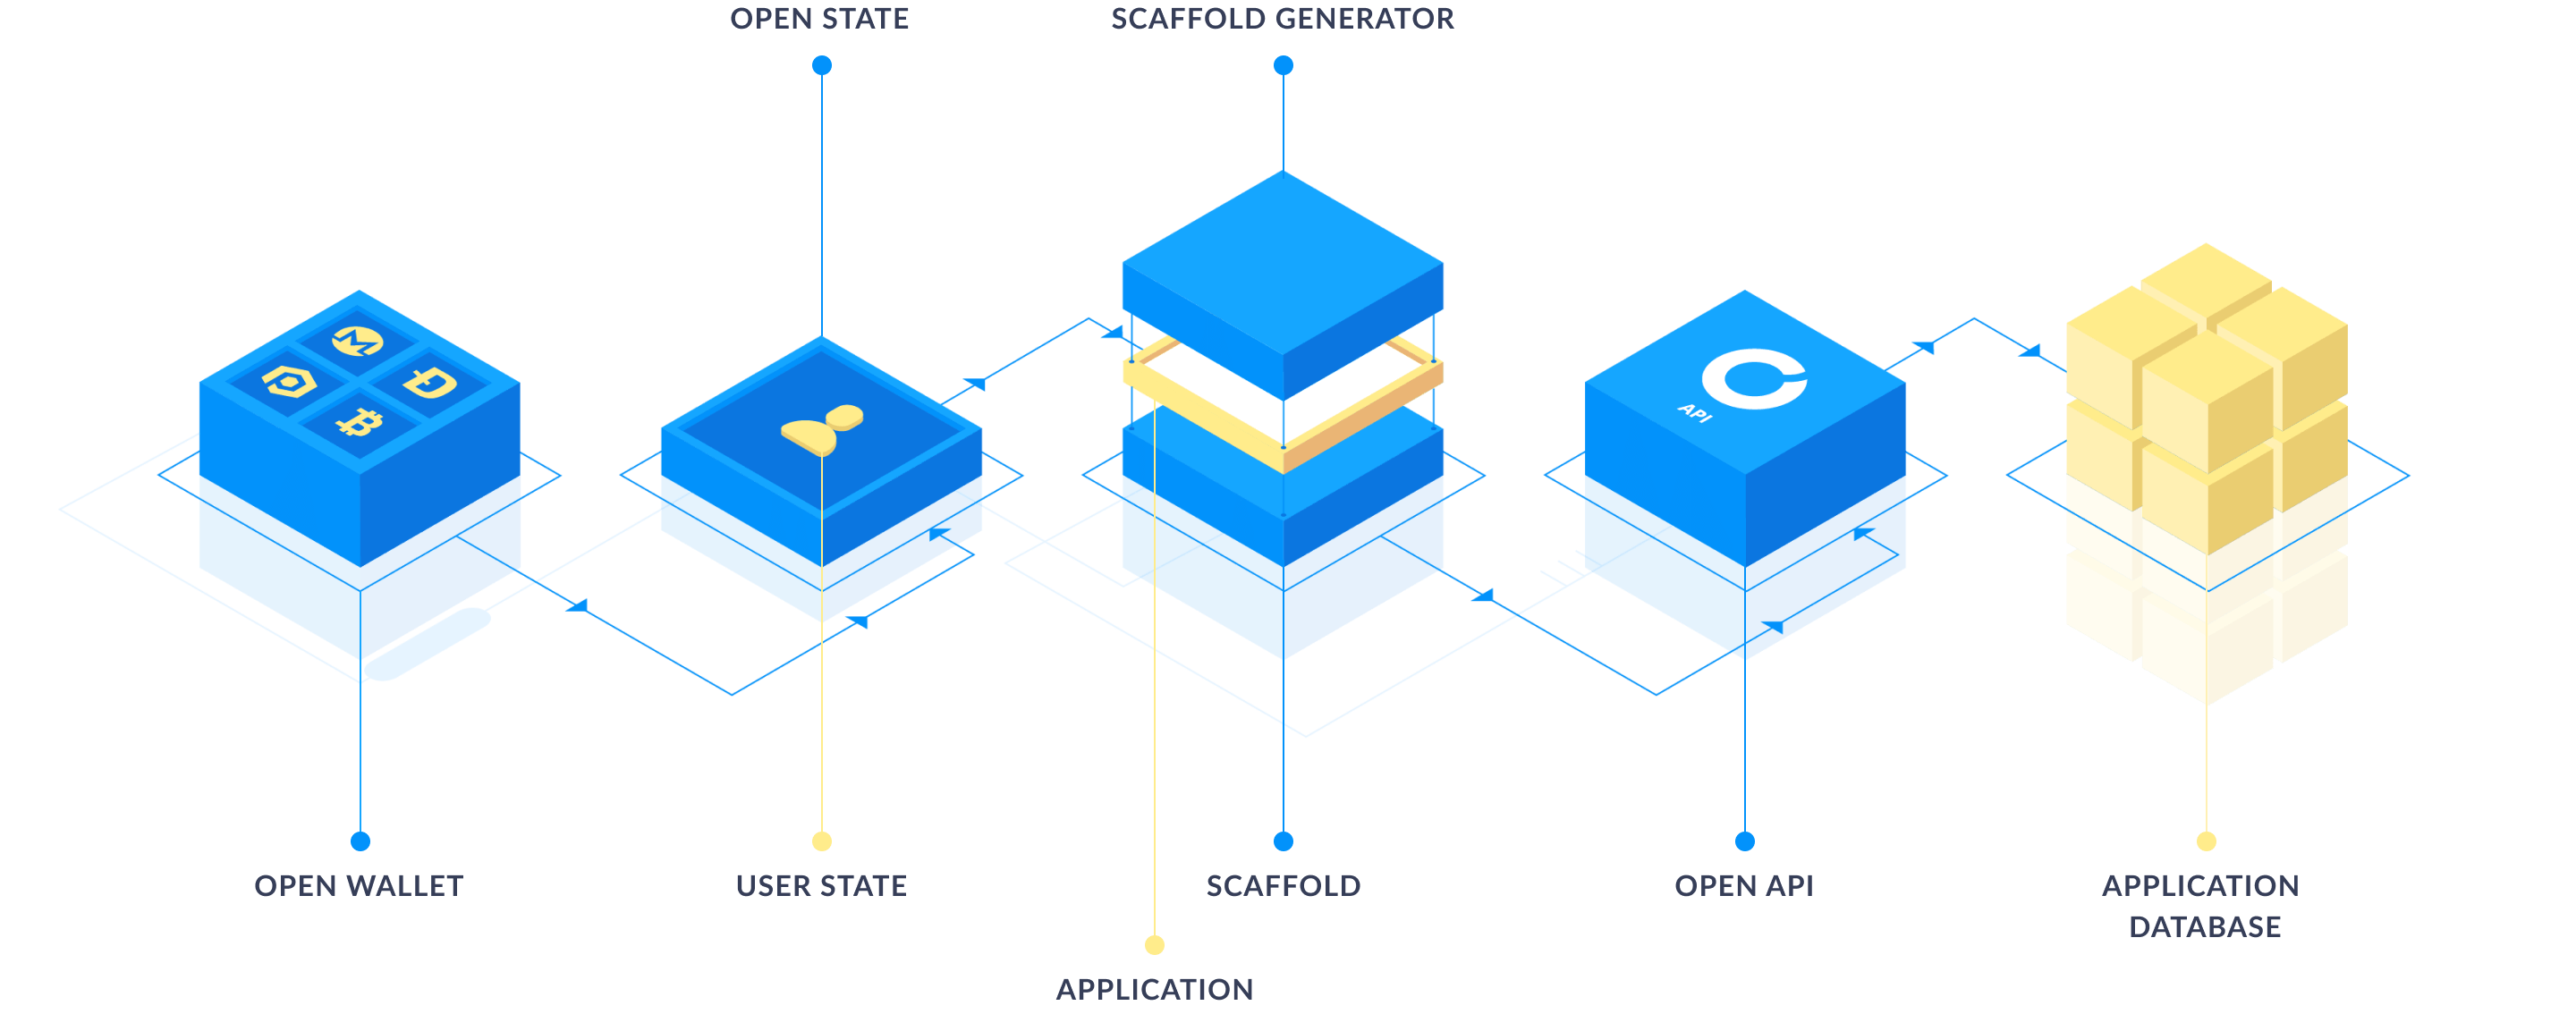 OPEN STATE
SCAFFOLD GENERATOR
API
OPEN WALLET
USER STATE
SCAFFOLD
OPEN API
APPLICATION
DATABASE
APPLICATION